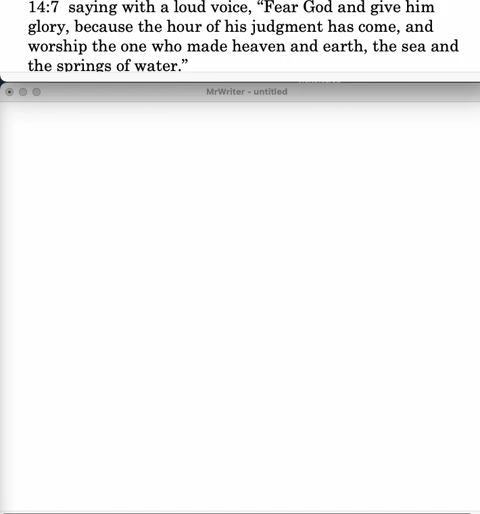 14:7 saying with a loud voice, “Fear God and give him
glory, because the hour of his judgment has come, and
worship the one who made heaven and earth, the sea and
the springs of water.”
MrWriter - untitled